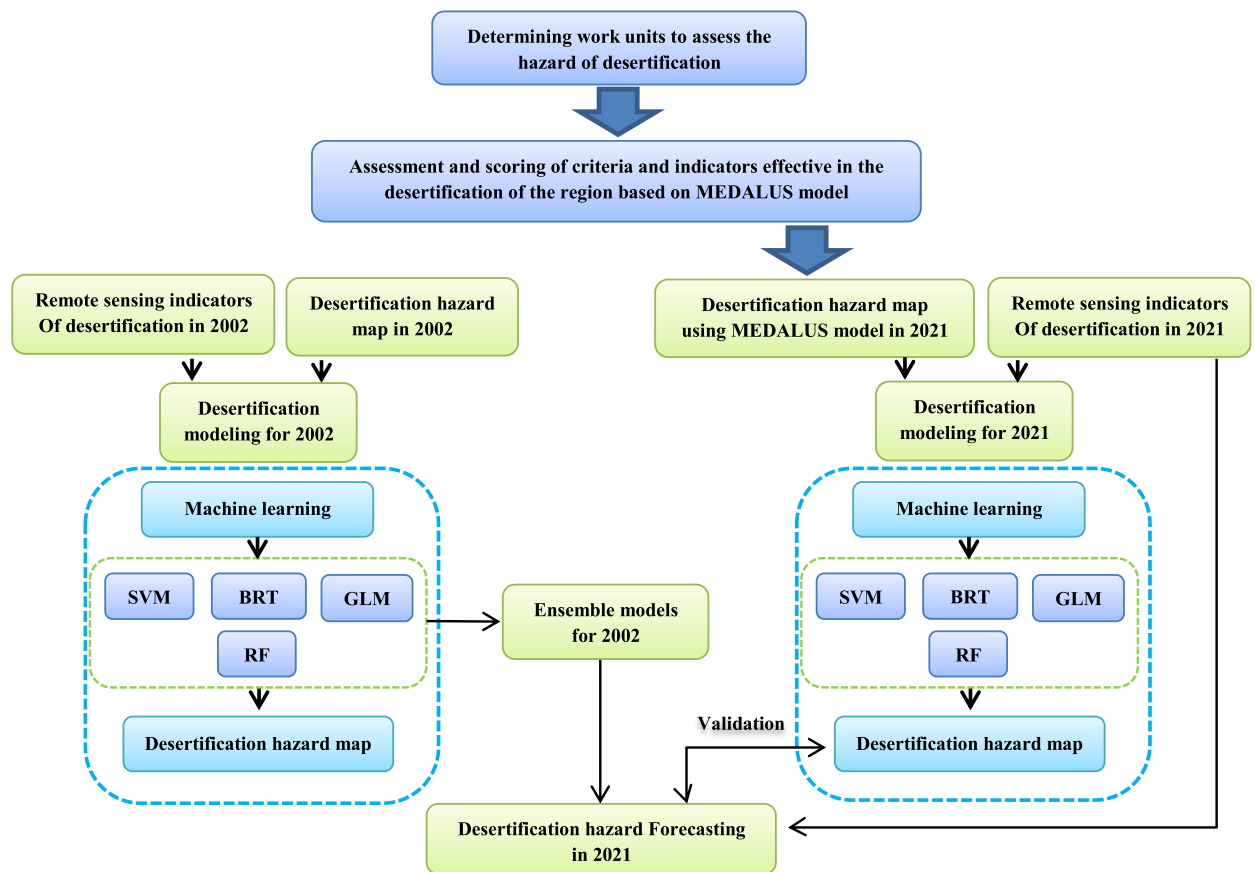 Determining work units to assess the
hazard of desertification
Assessment and scoring of criteria and indicators effective in the
desertification of the region based on MEDALUS model
Remote sensing indicators
Of desertification in 2002
Desertification hazard
map in 2002
Desertification hazard map
using MEDALUS model in 2021
Remote sensing indicators
Of desertification in 2021
Desertification
modeling for 2002
Desertification
modeling for 2021
Machine learning
SVM
BRT
GLM
RF
Desertification hazard map
Ensemble models
for 2002
Machine learning
SVM
BRT
GLM
RF
Validation
Desertification hazard map
Desertification hazard Forecasting
in 2021